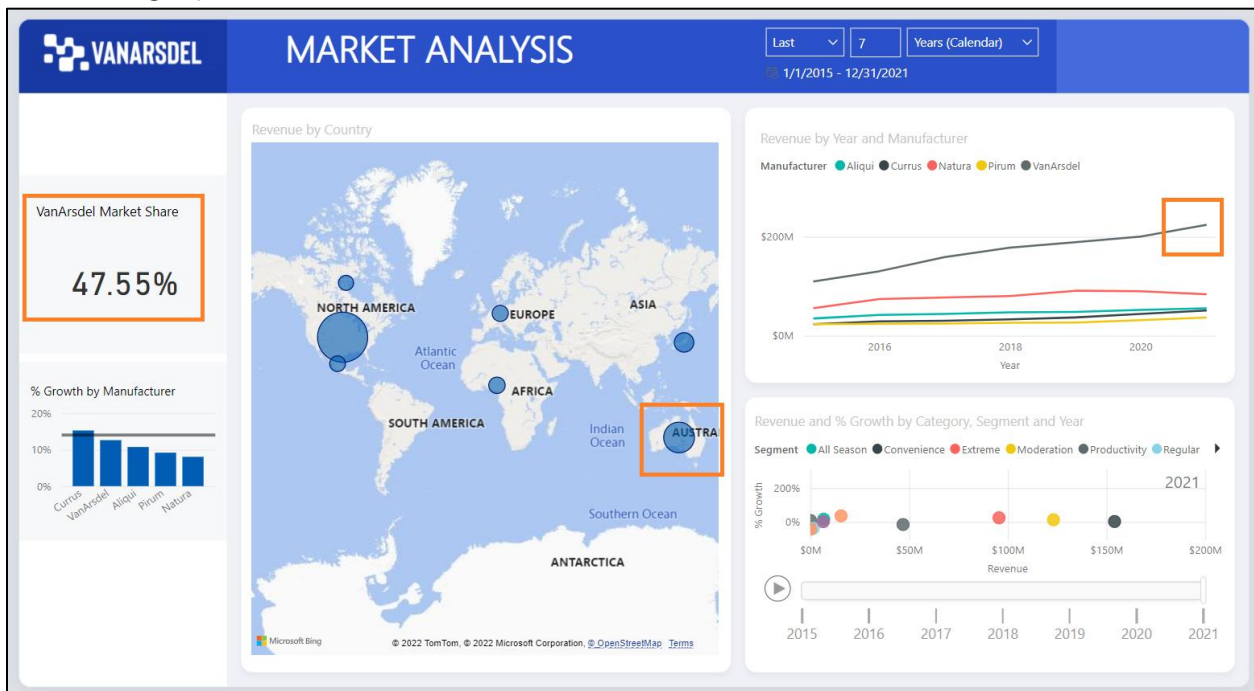 VANARSDEL
MARKET ANALYSIS
Last 7 Years (Calendar)
1/1/2015 - 12/31/2021
VanArsdel Market Share
47.55%
% Growth by Manufacturer
20%
10%
0%
Currus VanArsdel Aliqui Pirum Natura
Revenue by Country
NORTH AMERICA
EUROPE
ASIA
Atlantic
Ocean
AFRICA
SOUTH AMERICA
Indian
Ocean
AUSTRA
Southern Ocean
ANTARCTICA
Microsoft Bing
© 2022 TomTom, © 2022 Microsoft Corporation, © OpenStreetMap Terms
Revenue by Year and Manufacturer
Manufacturer Aliqui Currus Natura Pirum VanArsdel
$200M
$0M
2016 2018 2020
Year
Revenue and % Growth by Category, Segment and Year
Segment All Season Convenience Extreme Moderation Productivity Regular
2021
% Growth
200%
0%
$0M $50M $100M $150M $200M
Revenue
2015 2016 2017 2018 2019 2020 2021